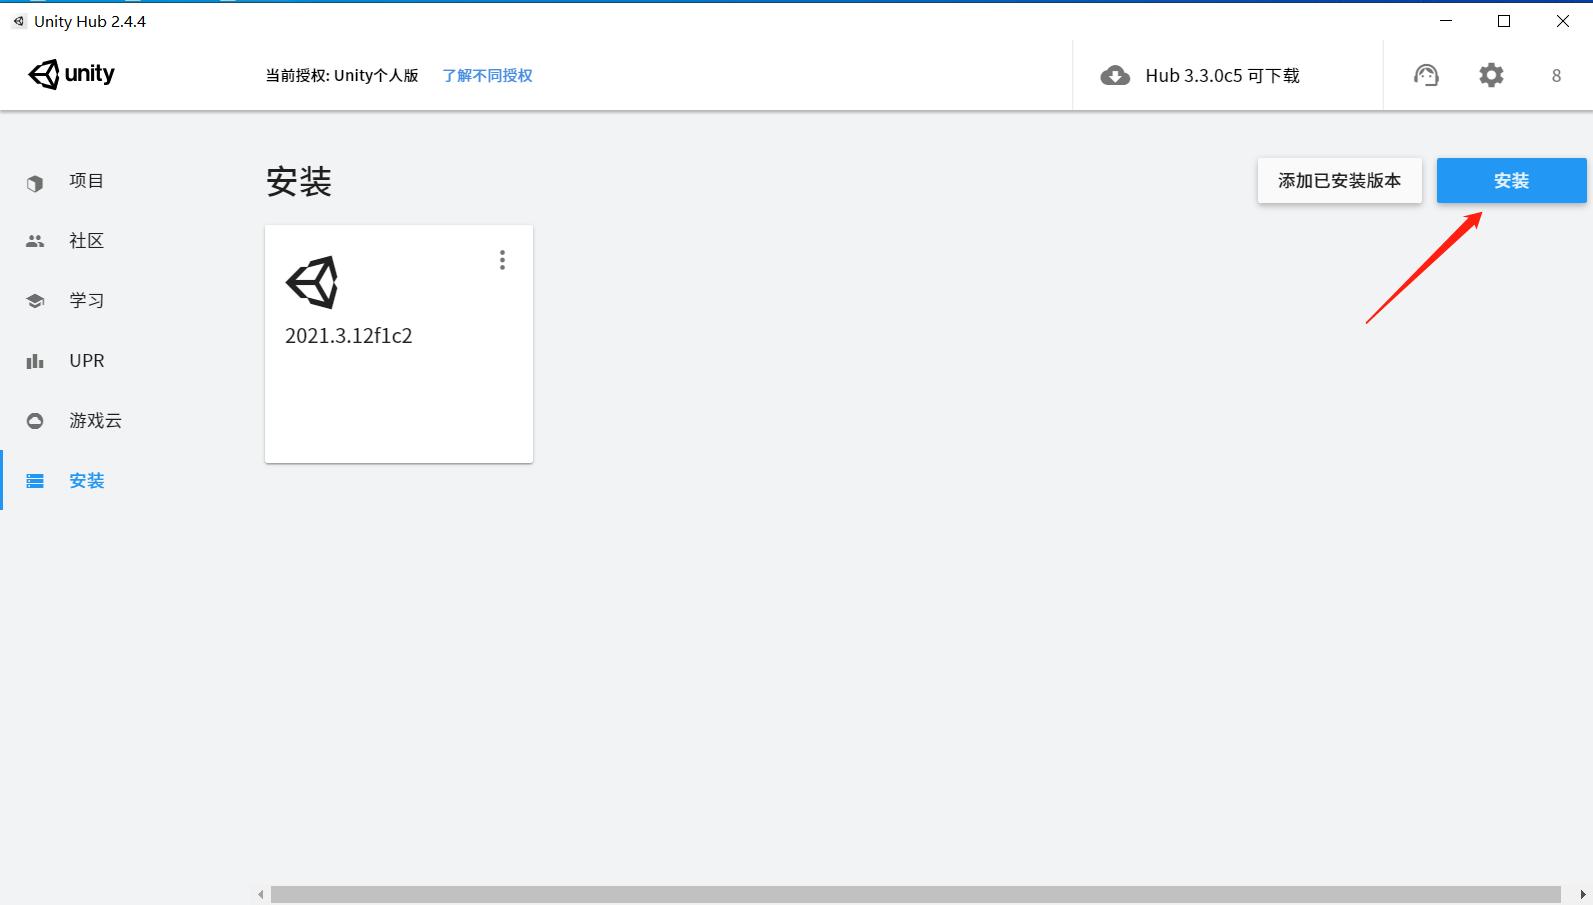 Unity Hub 2.4.4
unity
当前授权: Unity个人版 了解不同授权
Hub 3.3.0c5 可下载
8
项目
社区
学习
UPR
游戏云
安装
安装
添加已安装版本
安装
2021.3.12f1c2